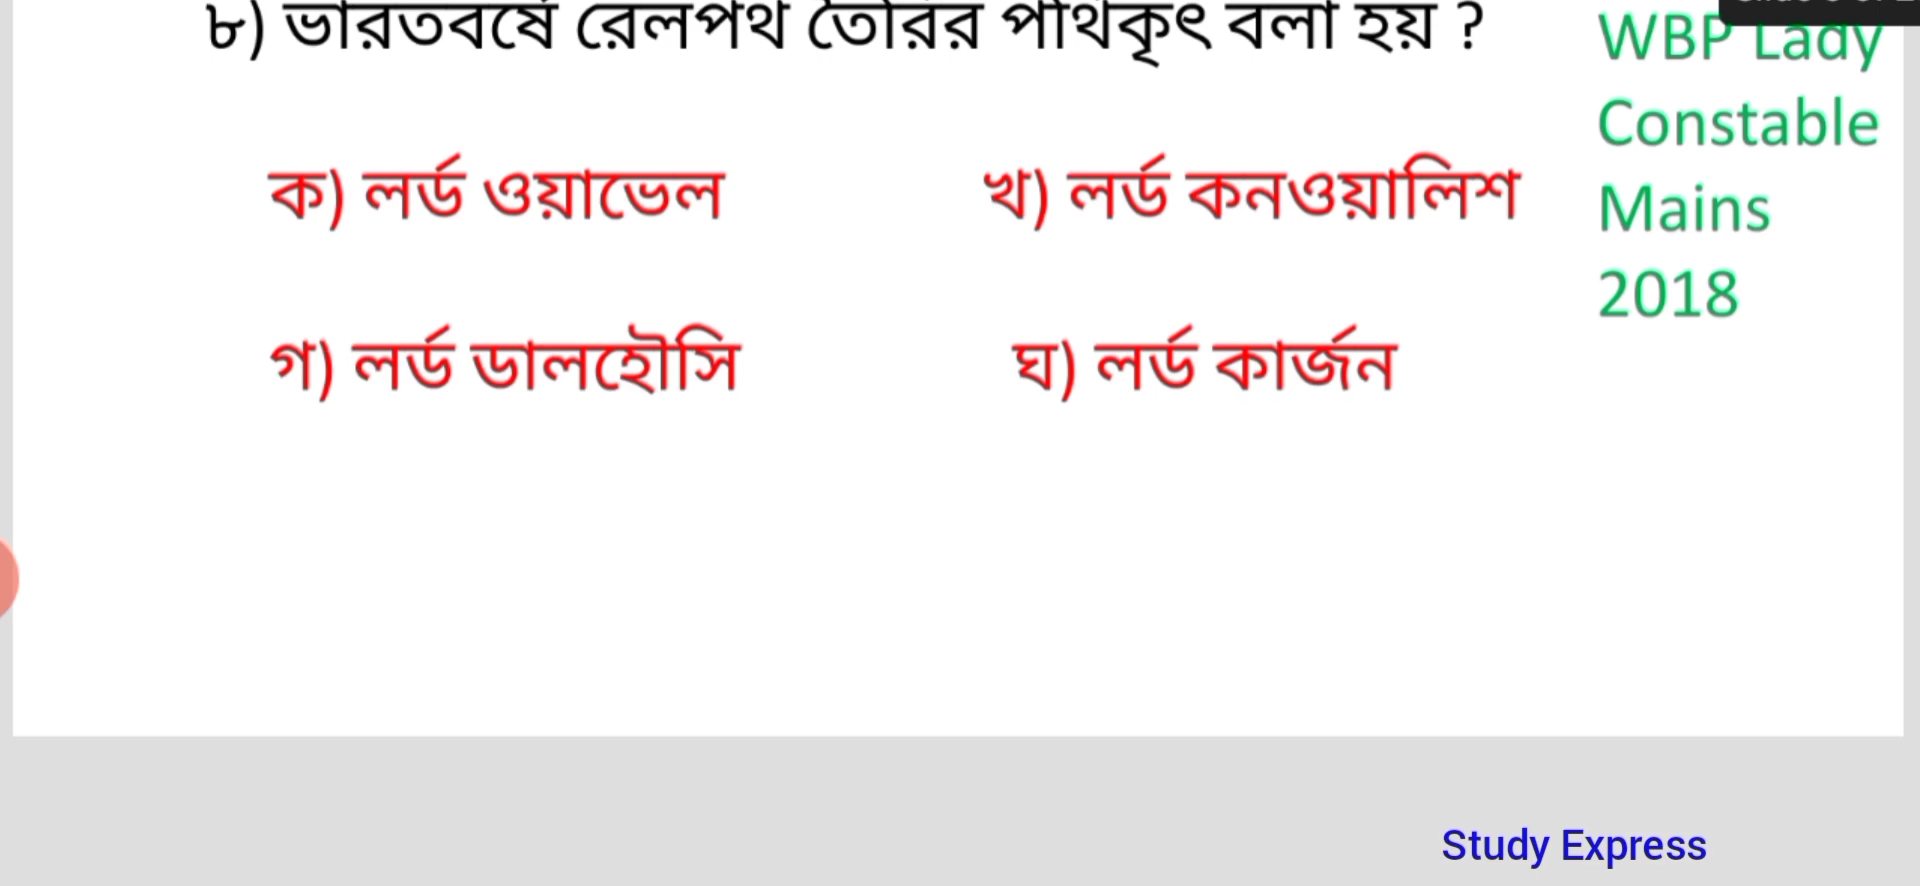 ৮) ভারতবর্ষে রেলপথ তৈরির পথিকৃৎ বলা হয় ?
WBP Lady
Constable
Mains
2018
ক) লর্ড ওয়াভেল
খ) লর্ড কনওয়ালিশ
গ) লর্ড ডালহৌসি
ঘ) লর্ড কার্জন
Study Express